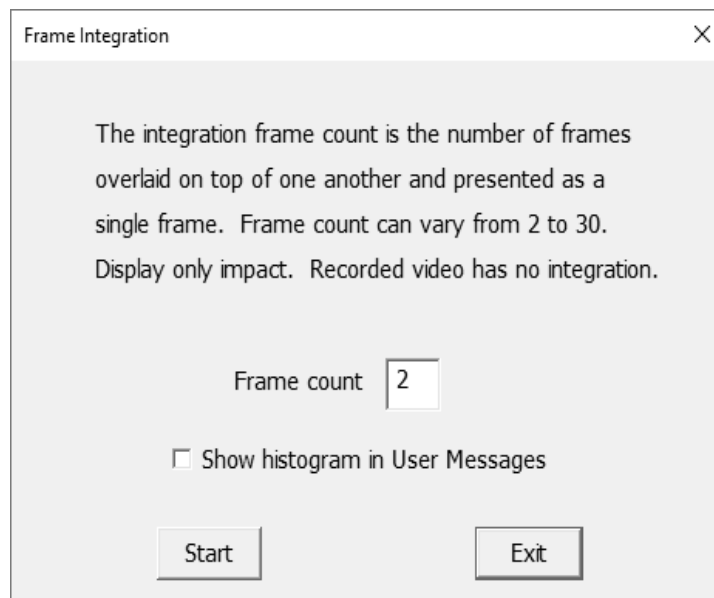 Frame Integration
The integration frame count is the number of frames
overlaid on top of one another and presented as a
single frame.  Frame count can vary from 2 to 30.
Display only impact.  Recorded video has no integration.
Frame count 2
Show histogram in User Messages
Start Exit